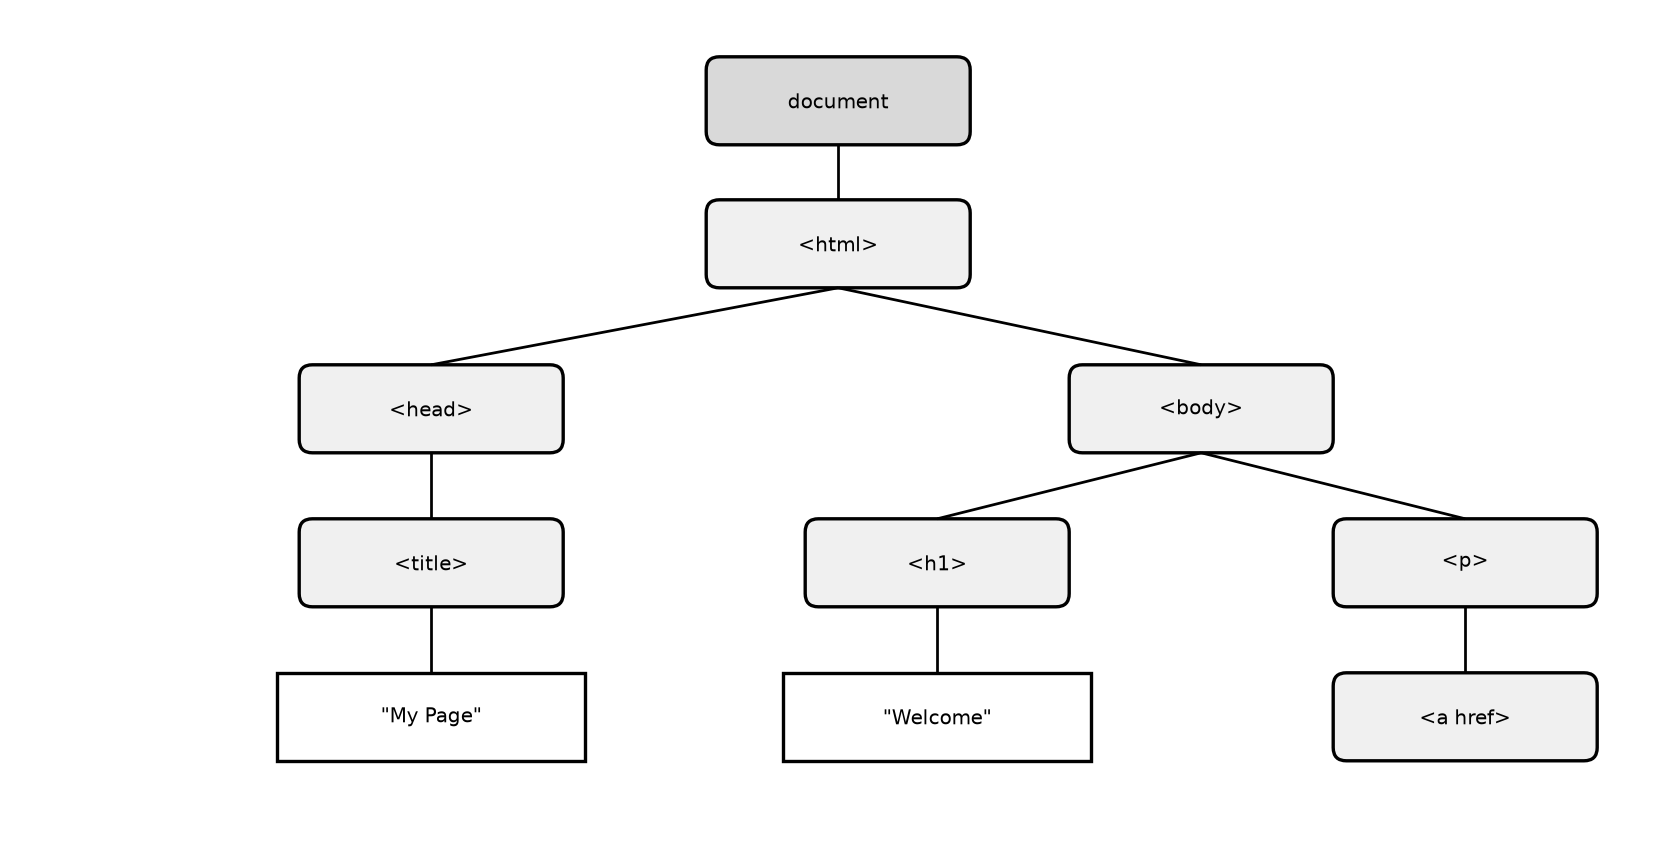 document
<html>
<head>
<body>
<title>
<h1>
<p>
"My Page"
"Welcome"
<a href>